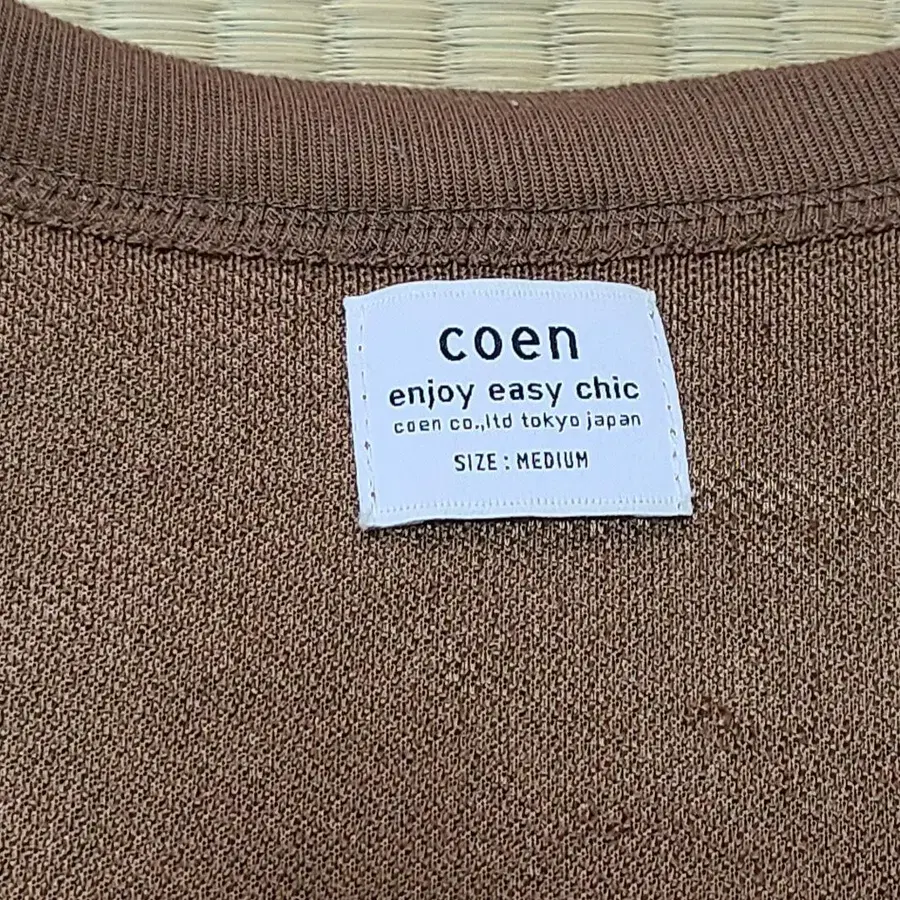 coen
enjoy easy chic
coen co.,ltd tokyo japan
SIZE : MEDIUM